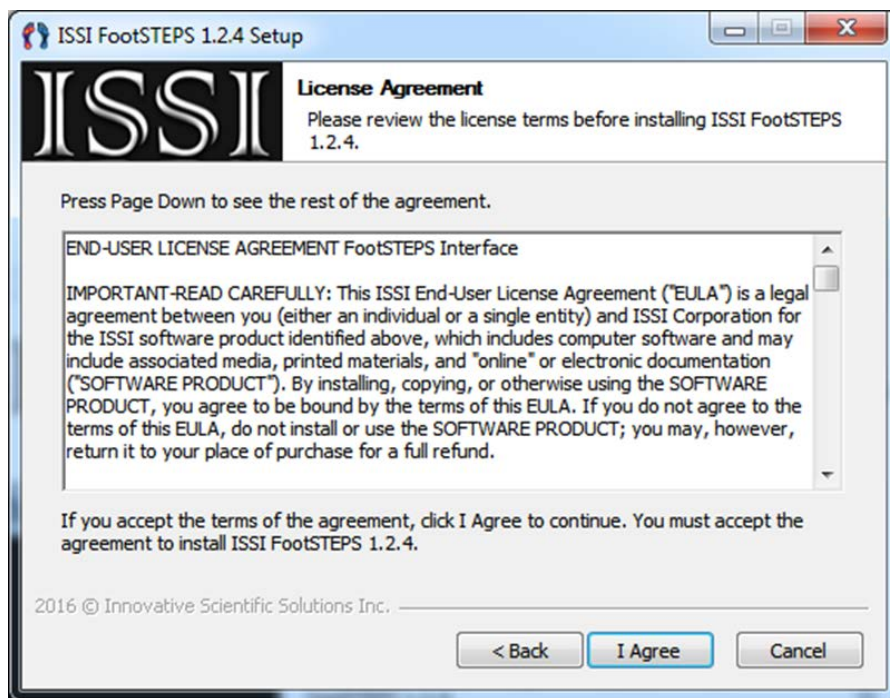 ISSI FootSTEPS 1.2.4 Setup
ISSI
License Agreement
Please review the license terms before installing ISSI FootSTEPS
1.2.4.
Press Page Down to see the rest of the agreement.
END-USER LICENSE AGREEMENT FootSTEPS Interface
IMPORTANT-READ CAREFULLY: This ISSI End-User License Agreement ("EULA") is a legal
agreement between you (either an individual or a single entity) and ISSI Corporation for
the ISSI software product identified above, which includes computer software and may
include associated media, printed materials, and "online" or electronic documentation
("SOFTWARE PRODUCT"). By installing, copying, or otherwise using the SOFTWARE
PRODUCT, you agree to be bound by the terms of this EULA. If you do not agree to the
terms of this EULA, do not install or use the SOFTWARE PRODUCT; you may, however,
return it to your place of purchase for a full refund.
If you accept the terms of the agreement, click I Agree to continue. You must accept the
agreement to install ISSI FootSTEPS 1.2.4.
2016 © Innovative Scientific Solutions Inc.
< Back
I Agree
Cancel